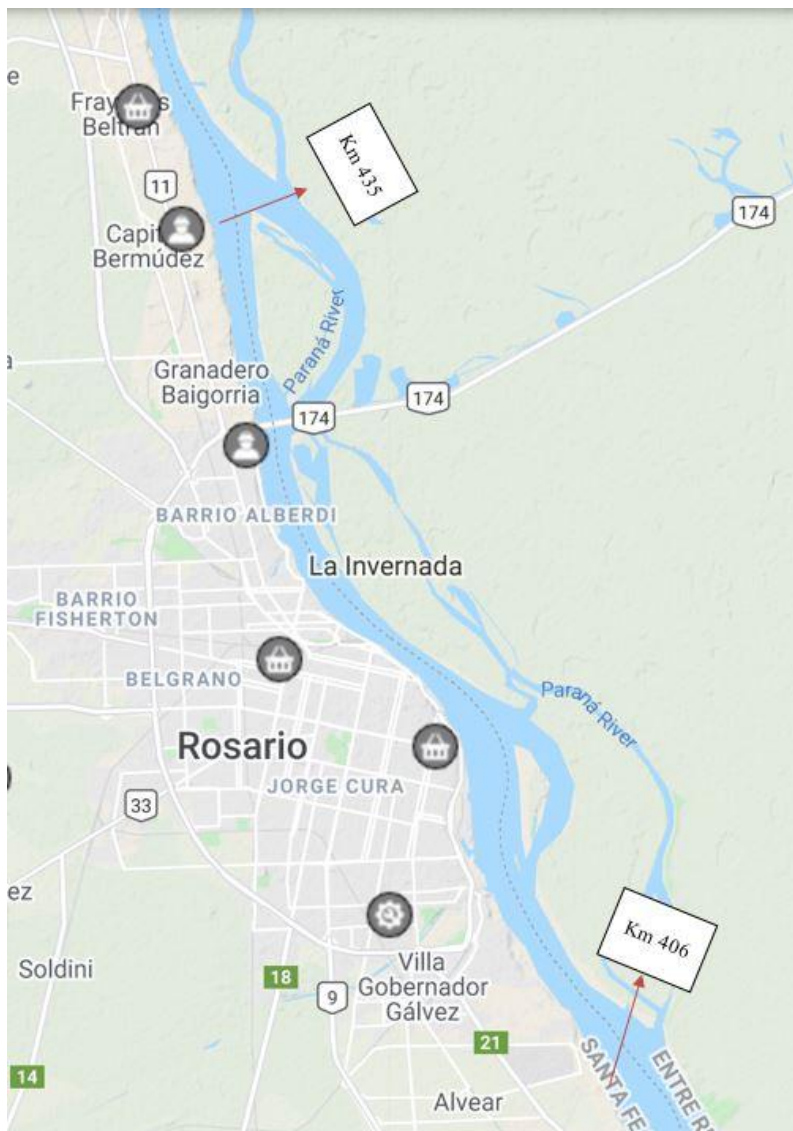 e
Fray
Beltrán
Km 435
11
174
Capit
Bermúdez
Paraná River
Granadero
Baigorria
174
174
BARRIO ALBERDI
La Invernada
BARRIO
FISHERTON
BELGRANO
Paraná River
Rosario
JORGE CURA
33
ez
Soldini
Km 406
18
Villa
Gobernador
Gálvez
9
21
SANTA FE
ENTRE R
14
Alvear